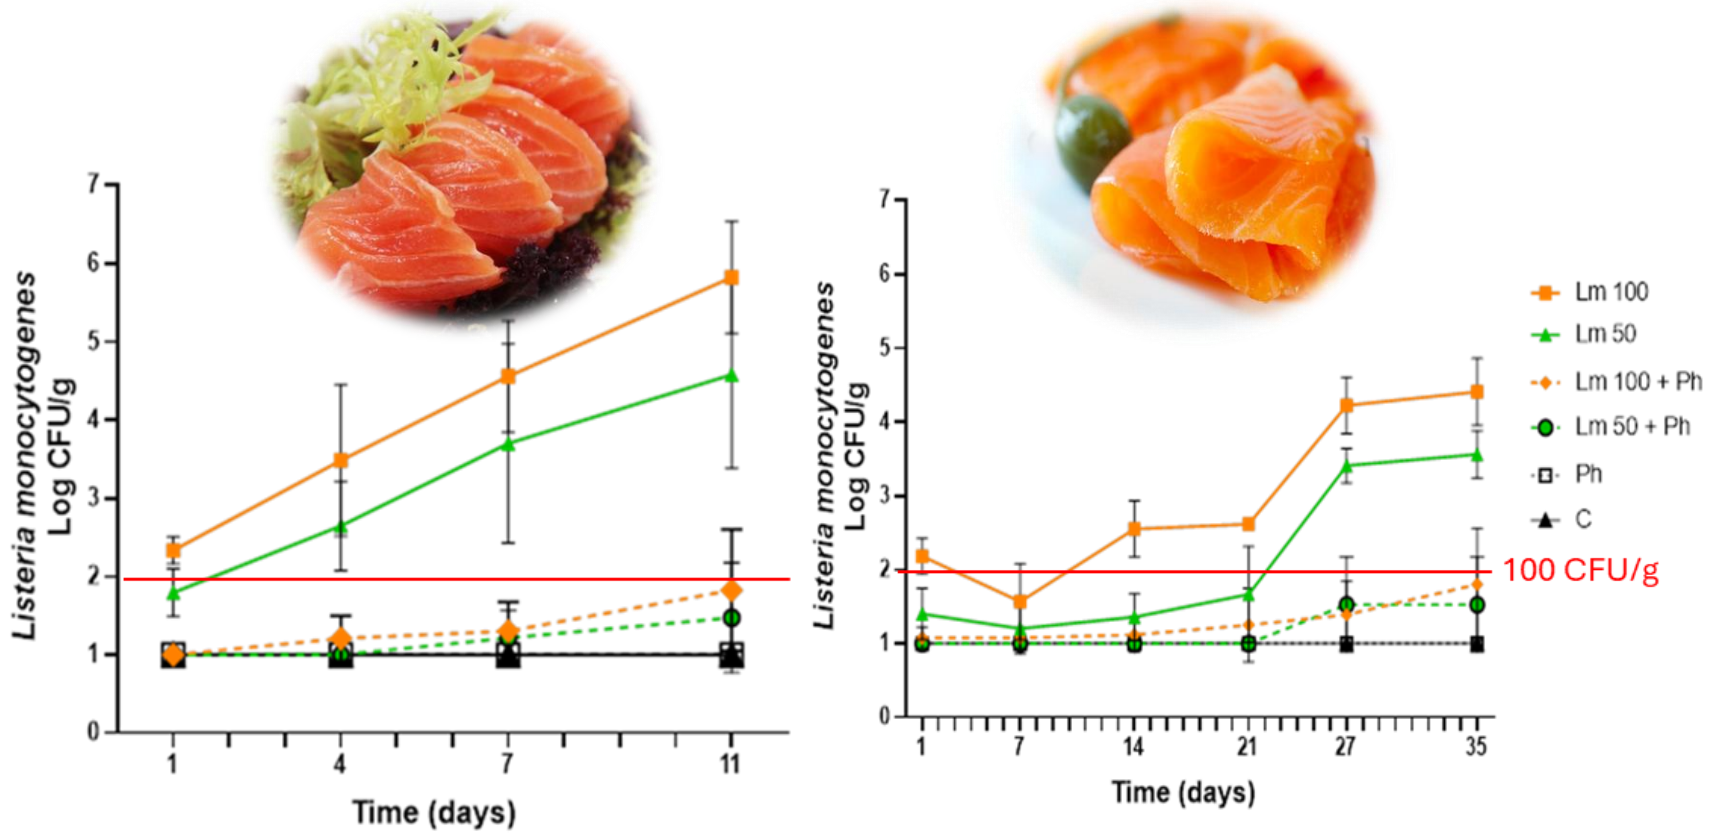 7
6
5
4
3
2
1
0
Listeria monocytogenes
Log CFU/g
1
4
7
11
Time (days)
7
6
5
4
3
2
1
0
Listeria monocytogenes
Log CFU/g
1
7
14
21
27
35
Time (days)
Lm 100
Lm 50
Lm 100 + Ph
Lm 50 + Ph
Ph
C
100 CFU/g